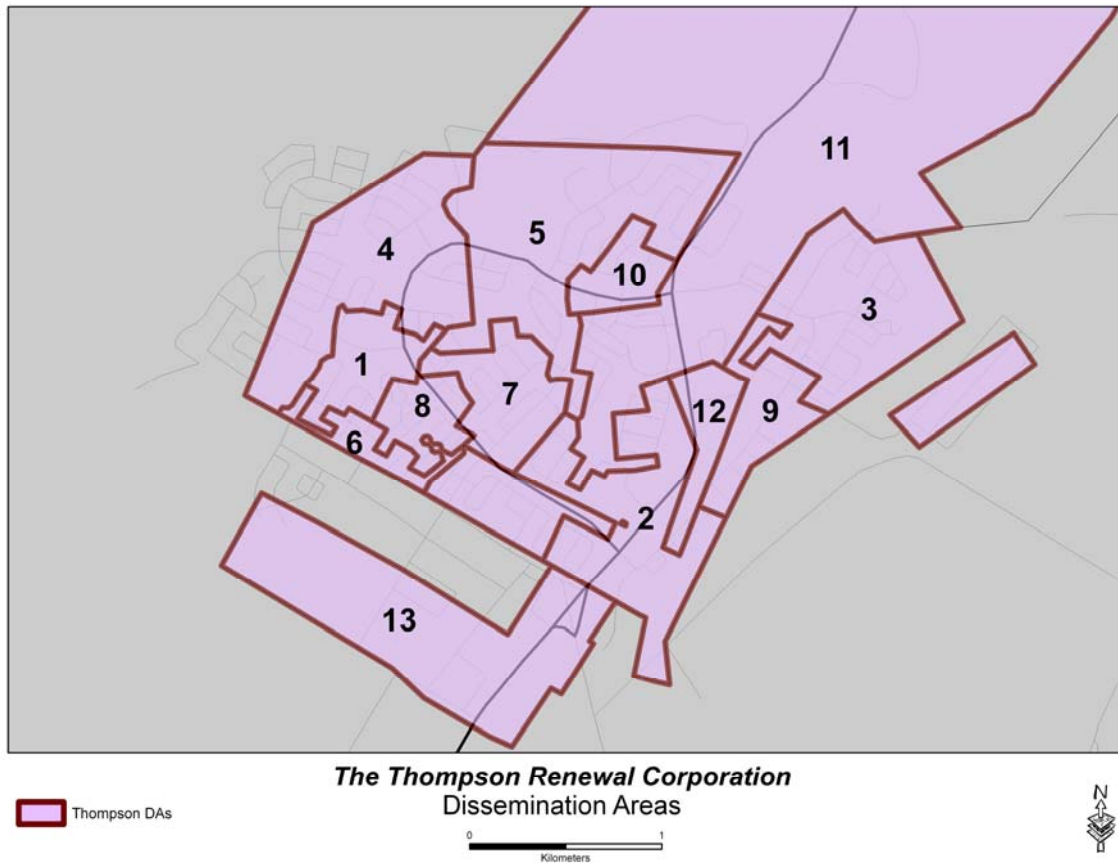 11
5
4
10
3
1
7
8
12
9
6
2
13
The Thompson Renewal Corporation
Dissemination Areas
Thompson DAs
0 1
Kilometers
N